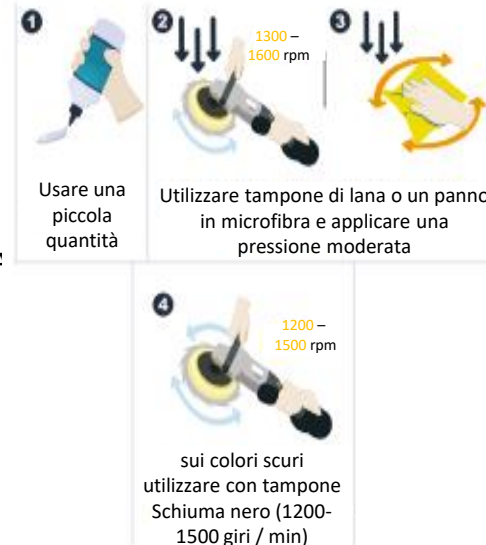 1
Usare una
piccola
quantità
2
1300 –
1600 rpm
3
Utilizzare tampone di lana o un panno
in microfibra e applicare una
pressione moderata
4
1200 –
1500 rpm
sui colori scuri
utilizzare con tampone
Schiuma nero (1200-
1500 giri / min)